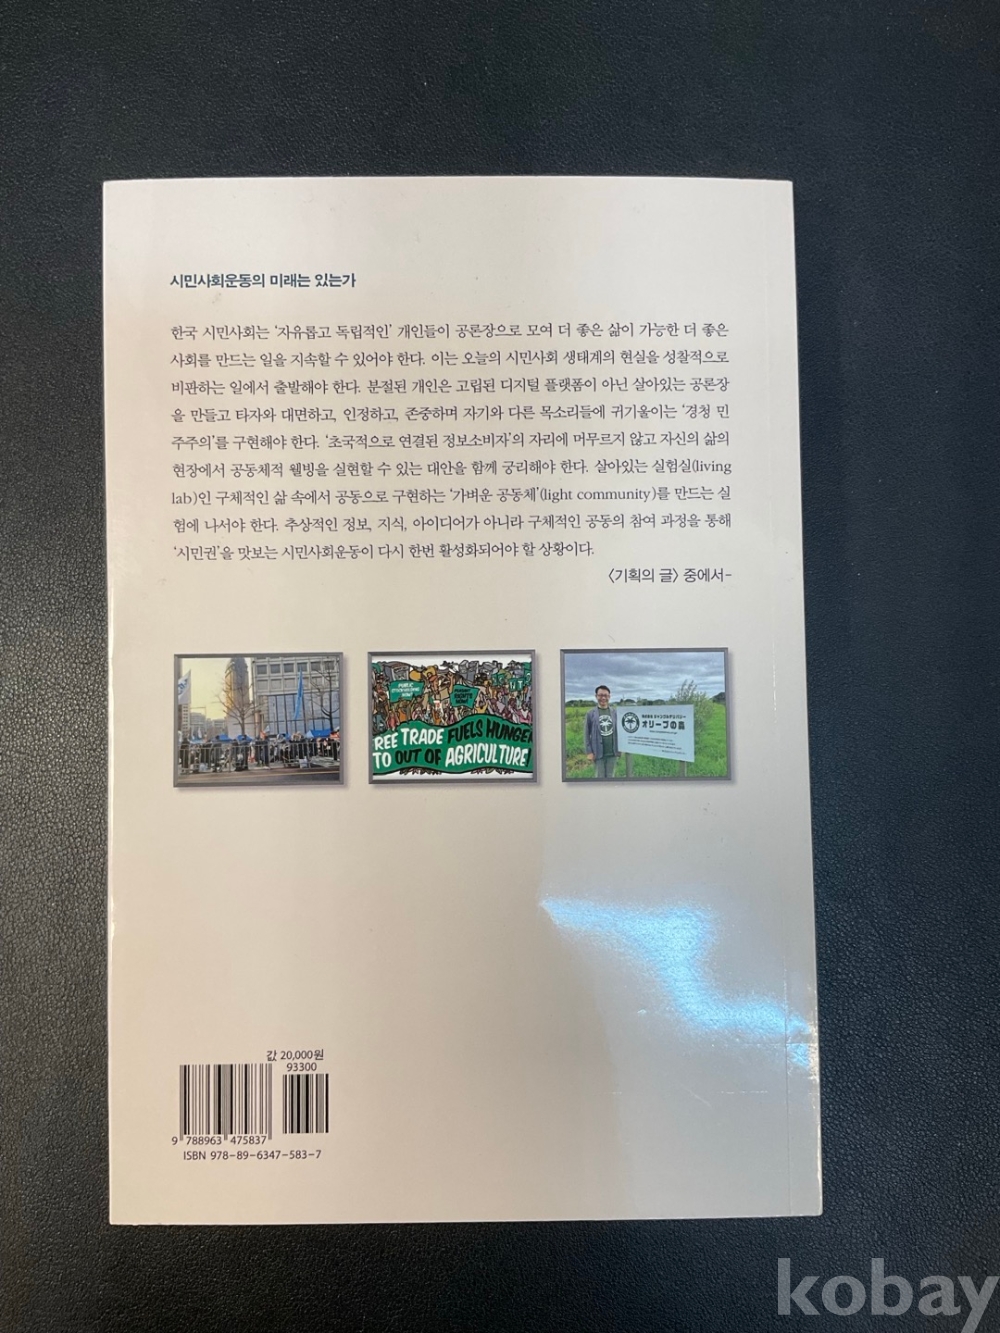 시민사회운동의 미래는 있는가
한국 시민사회는 ‘자유롭고 독립적인’ 개인들이 공론장으로 모여 더 좋은 삶이 가능한 더 좋은
사회를 만드는 일을 지속할 수 있어야 한다. 이는 오늘의 시민사회 생태계의 현실을 성찰적으로
비판하는 일에서 출발해야 한다. 분절된 개인은 고립된 디지털 플랫폼이 아닌 살아있는 공론장
을 만들고 타자와 대면하고, 인정하고, 존중하며 자기와 다른 목소리들에 귀기울이는 ‘경청 민
주주의’를 구현해야 한다. ‘초국적으로 연결된 정보소비자’의 자리에 머무르지 않고 자신의 삶의
현장에서 공동체적 웰빙을 실현할 수 있는 대안을 함께 궁리해야 한다. 살아있는 실험실(living
lab)인 구체적인 삶 속에서 공동으로 구현하는 ‘가벼운 공동체’(light community)를 만드는 실
험에 나서야 한다. 추상적인 정보, 지식, 아이디어가 아니라 구체적인 공동의 참여 과정을 통해
‘시민권’을 맛보는 시민사회운동이 다시 한번 활성화되어야 할 상황이다.
〈기획의 글〉 중에서-
REE TRADE FUELS HUNGER
TO OUT OF AGRICULTURE
オリーブの森
값 20,000원
93300
9 788963 475837
ISBN 978-89-6347-583-7
kobay